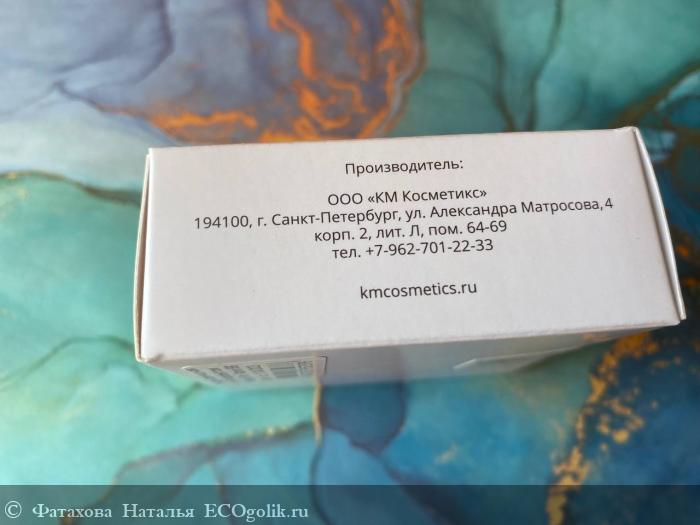 Производитель:
ООО «КМ Косметикс»
194100, г. Санкт-Петербург, ул. Александра Матросова,4
корп. 2, лит. Л, пом. 64-69
тел. +7-962-701-22-33
kmcosmetics.ru
© Фатахова Наталья ECOgolik.ru